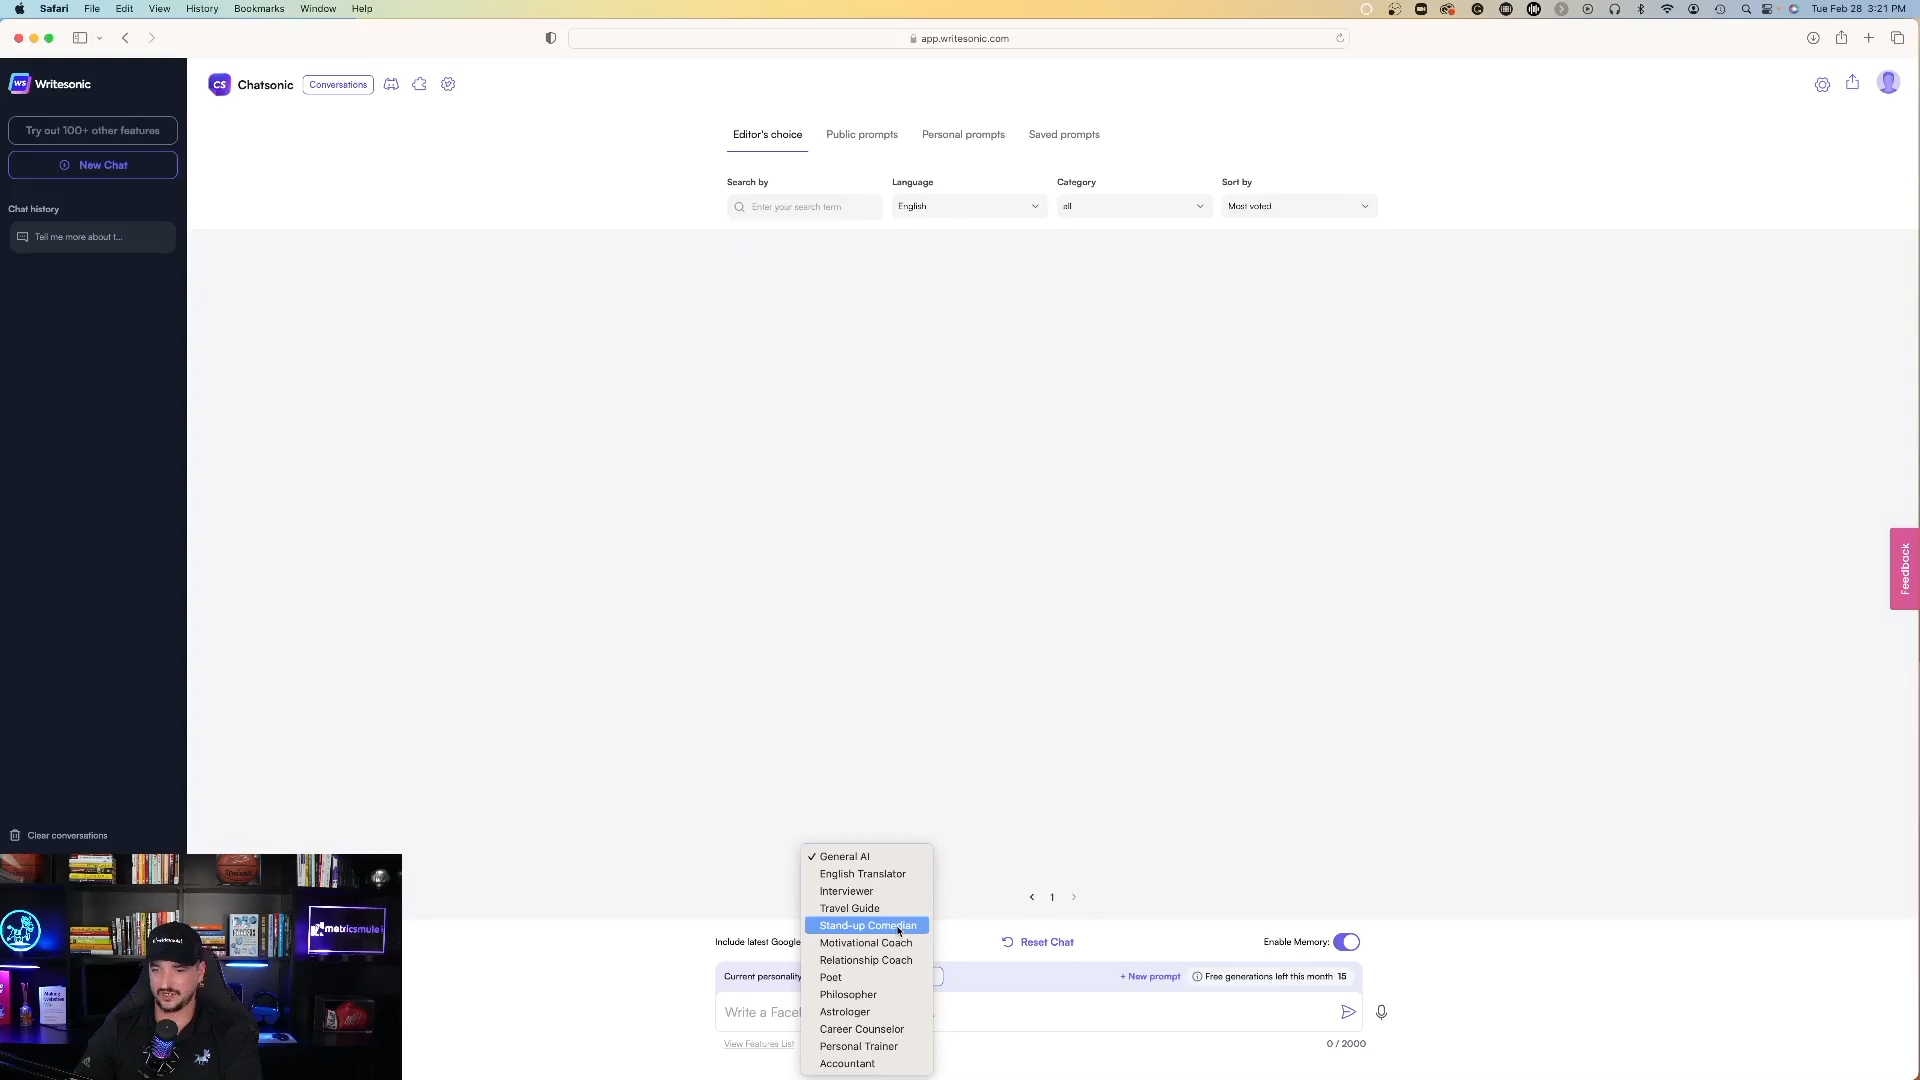 Safari File Edit View History Bookmarks Window Help
Tue Feb 28 3:21 PM
app.writesonic.com
WS Writesonic
CS Chatsonic Conversations
Try out 100+ other features
New Chat
Chat history
Tell me more about t...
Editor's choice Public prompts Personal prompts Saved prompts
Search by Language Category Sort by
Enter your search term English all Most voted
Feedback
Clear conversations
✓ General AI
English Translator
Interviewer
Travel Guide
Stand-up Comedian
Motivational Coach
Relationship Coach
Poet
Philosopher
Astrologer
Career Counselor
Personal Trainer
Accountant
< 1 >
Include latest Google
Reset Chat
Enable Memory:
Current personality
+ New prompt Free generations left this month 15
Write a Face
View Features List
0 / 2000
metricsmule